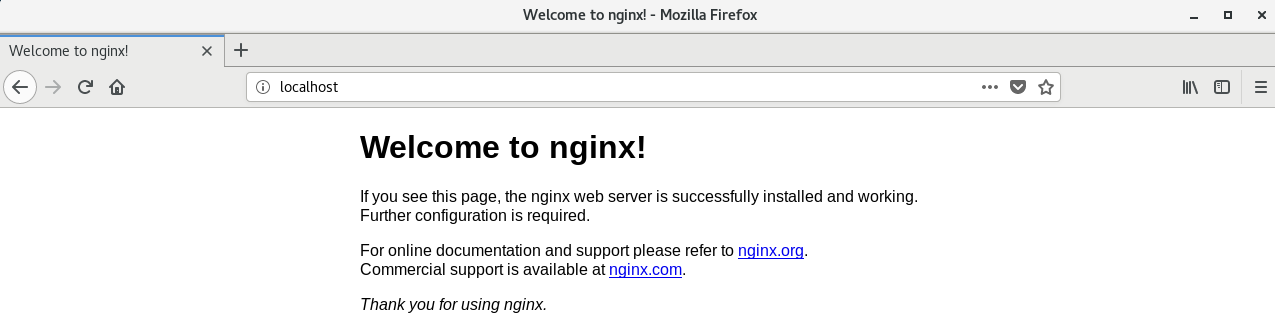 Welcome to nginx! - Mozilla Firefox
Welcome to nginx!
localhost
Welcome to nginx!
If you see this page, the nginx web server is successfully installed and working.
Further configuration is required.
For online documentation and support please refer to nginx.org.
Commercial support is available at nginx.com.
Thank you for using nginx.